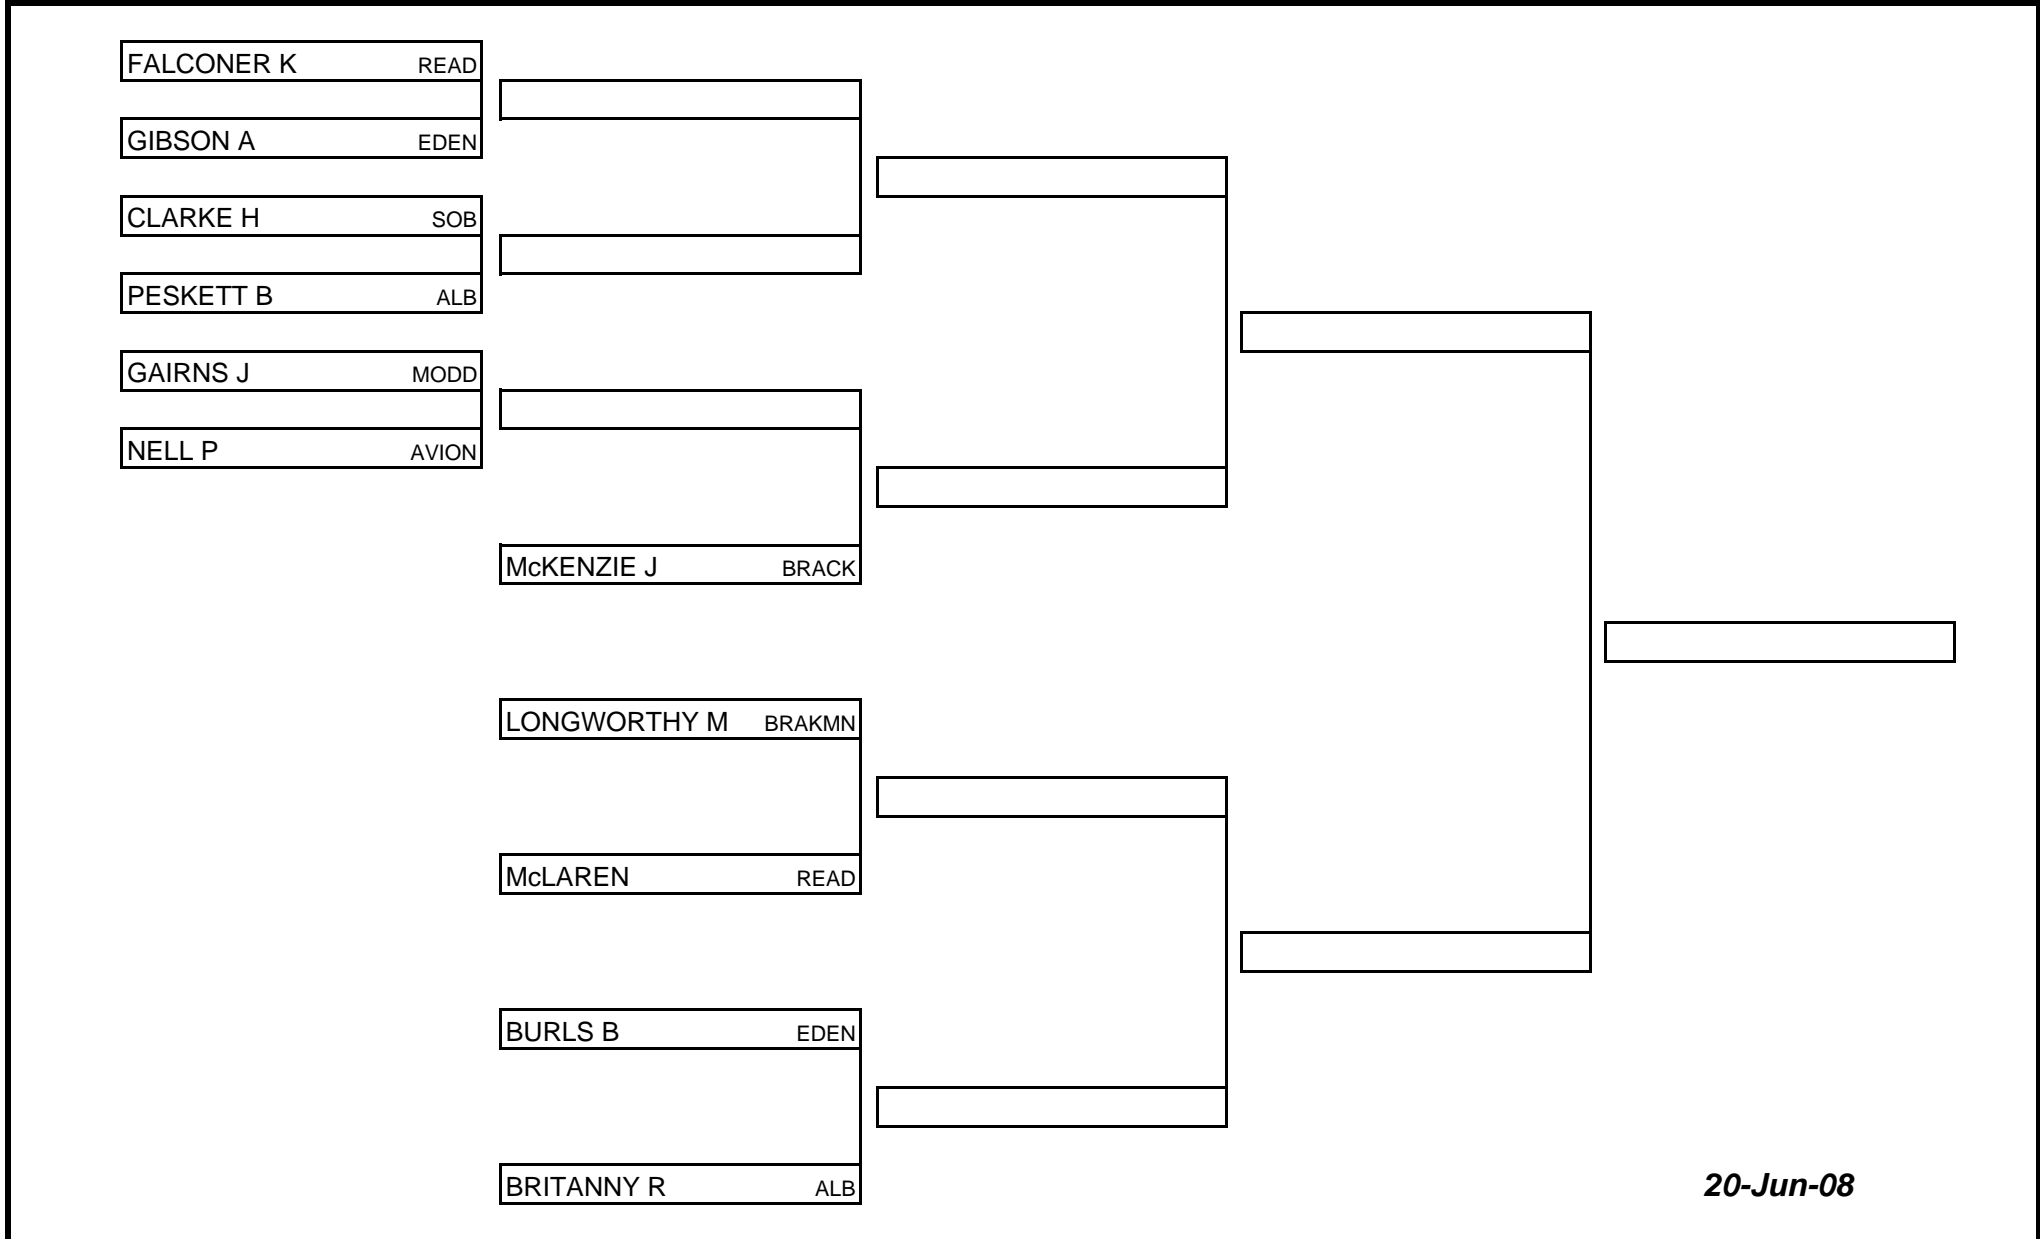 FALCONER K READ
GIBSON A EDEN
CLARKE H SOB
PESKETT B ALB
GAIRNS J MODD
NELL P AVION
McKENZIE J BRACK
LONGWORTHY M BRAKMN
McLAREN READ
BURLS B EDEN
BRITANNY R ALB
20-Jun-08